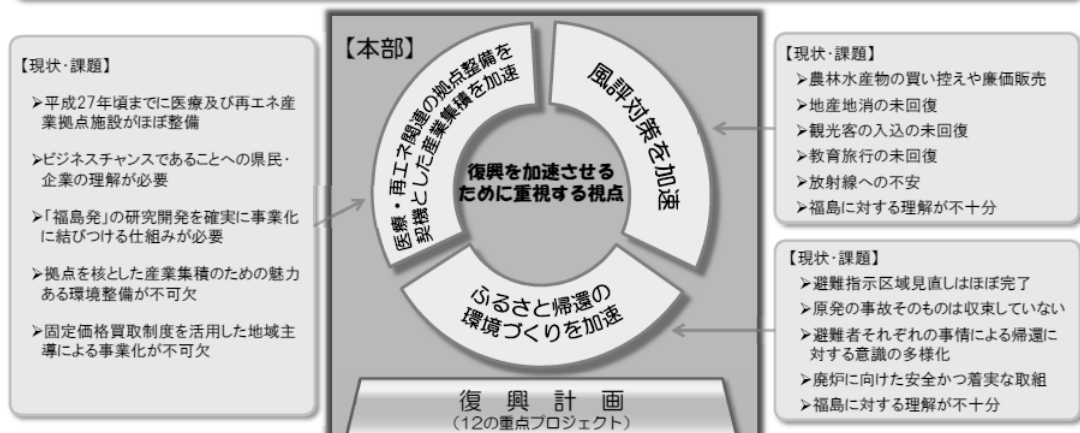 【現状・課題】
➢平成27年頃までに医療及び再エネ産
業拠点施設がほぼ整備
➢ビジネスチャンスであることへの県民・
企業の理解が必要
➢「福島発」の研究開発を確実に事業化
に結びつける仕組みが必要
➢拠点を核とした産業集積のための魅力
ある環境整備が不可欠
➢固定価格買取制度を活用した地域主
導による事業化が不可欠
【本部】
医療・再エネ関連の拠点整備を
契機とした産業集積を加速
風評対策を加速
復興を加速させる
ために重視する視点
ふるさと帰還の
環境づくりを加速
復興計画
（12の重点プロジェクト）
【現状・課題】
➢農林水産物の買い控えや廉価販売
➢地産地消の未回復
➢観光客の入込の未回復
➢教育旅行の未回復
➢放射線への不安
➢福島に対する理解が不十分
【現状・課題】
➢避難指示区域見直しはほぼ完了
➢原発の事故そのものは収束していない
➢避難者それぞれの事情による帰還に
対する意識の多様化
➢廃炉に向けた安全かつ着実な取組
➢福島に対する理解が不十分